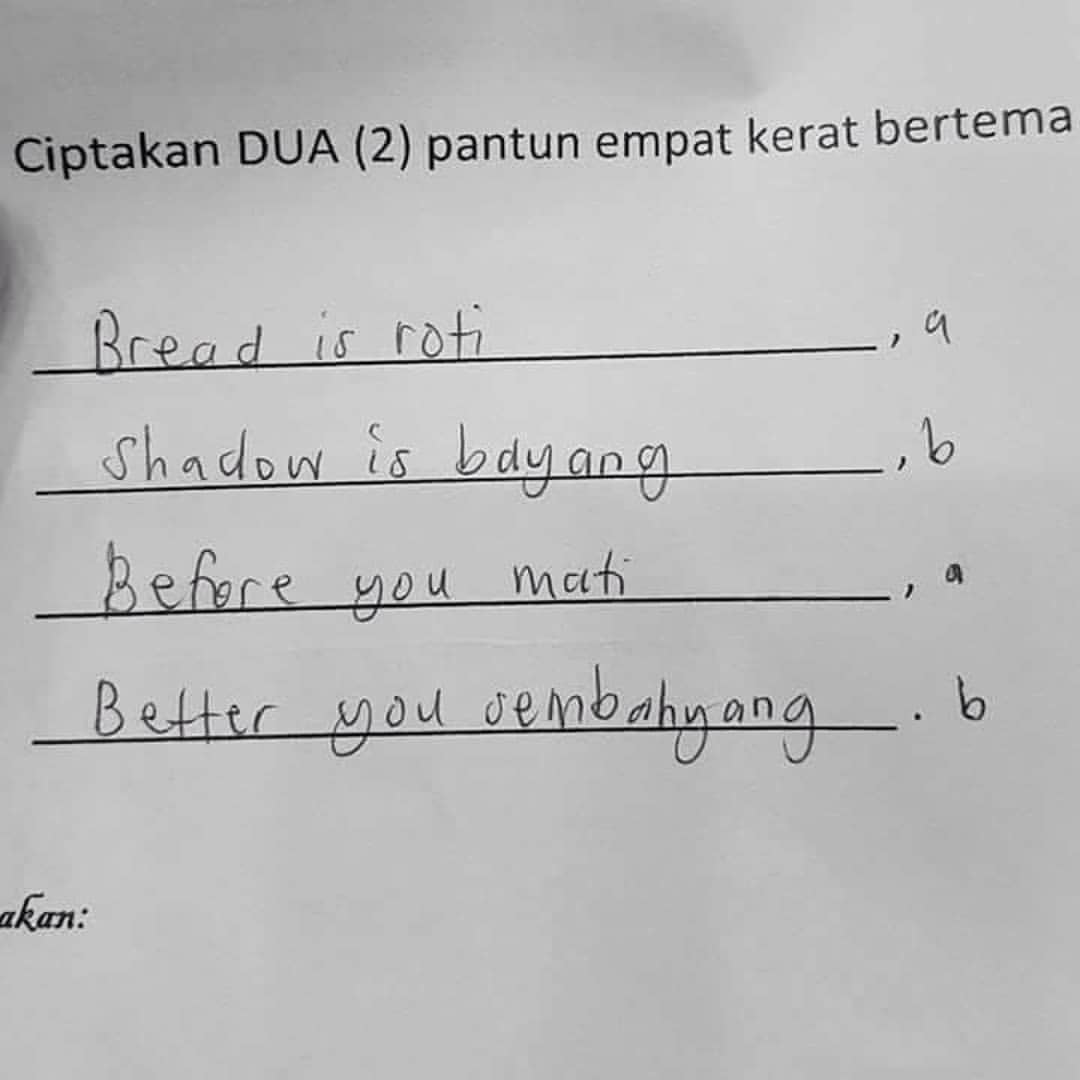 Ciptakan DUA (2) pantun empat kerat bertema
Bread is roti , a
Shadow is bayang , b
Before you mati , a
Better you sembahyang . b
akan: